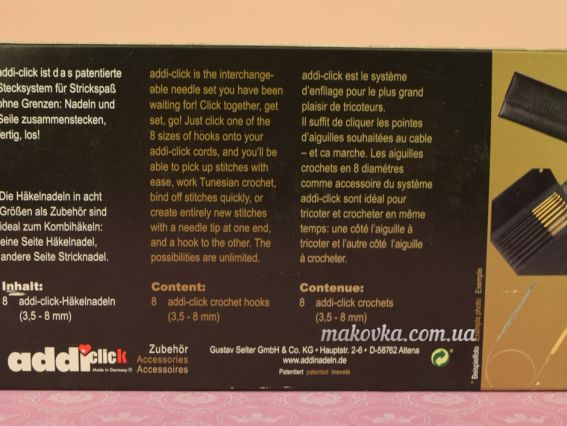 addi-click ist das patentierte
Stecksystem für Strickspaß
ohne Grenzen: Nadeln und
Seile zusammenstecken,
fertig, los!
Die Häkelnadeln in acht
Größen als Zubehör sind
ideal zum Kombihäkeln:
eine Seite Häkelnadel,
andere Seite Stricknadel.
Inhalt:
8 addi-click-Häkelnadeln
(3,5 - 8 mm)
addi-click is the interchange-
able needle set you have been
waiting for! Click together, get
set, go! Just click one of the
8 sizes of hooks onto your
addi-click cords, and you'll be
able to pick up stitches with
ease, work Tunesian crochet,
bind off stitches quickly, or
create entirely new stitches
with a needle tip at one end,
and a hook to the other. The
possibilities are unlimited.
Content:
8 addi-click crochet hooks
(3,5 - 8 mm)
addi-click est le système
d'enfilage pour le plus grand
plaisir de tricoteurs.
Il suffit de cliquer les pointes
d'aiguilles souhaitées au cable
– et ca marche. Les aiguilles
crochets en 8 diamétres
comme accessoire du système
addi-click sont idéal pour
tricoter et crocheter en même
temps: une côté l'aiguille à
tricoter et l'autre côté l'aiguille
à crocheter.
Contenue:
8 addi-click crochets
(3,5 - 8 mm)
addi click
Made in Germany
Zubehör
Accessories
Accessoires
Gustav Selter GmbH & Co. KG • Hauptstr. 2-6 • D-58762 Altena
www.addinadeln.de
Patentiert patented breveté
* Beispielfoto Example photo Exemple
makovka.com.ua